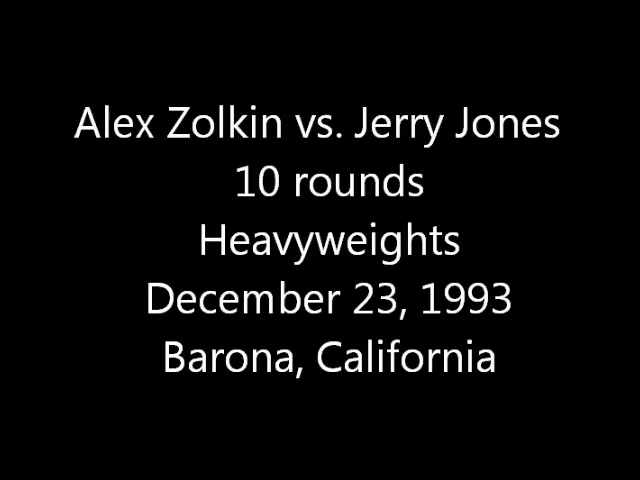 Alex Zolkin vs. Jerry Jones
10 rounds
Heavyweights
December 23, 1993
Barona, California